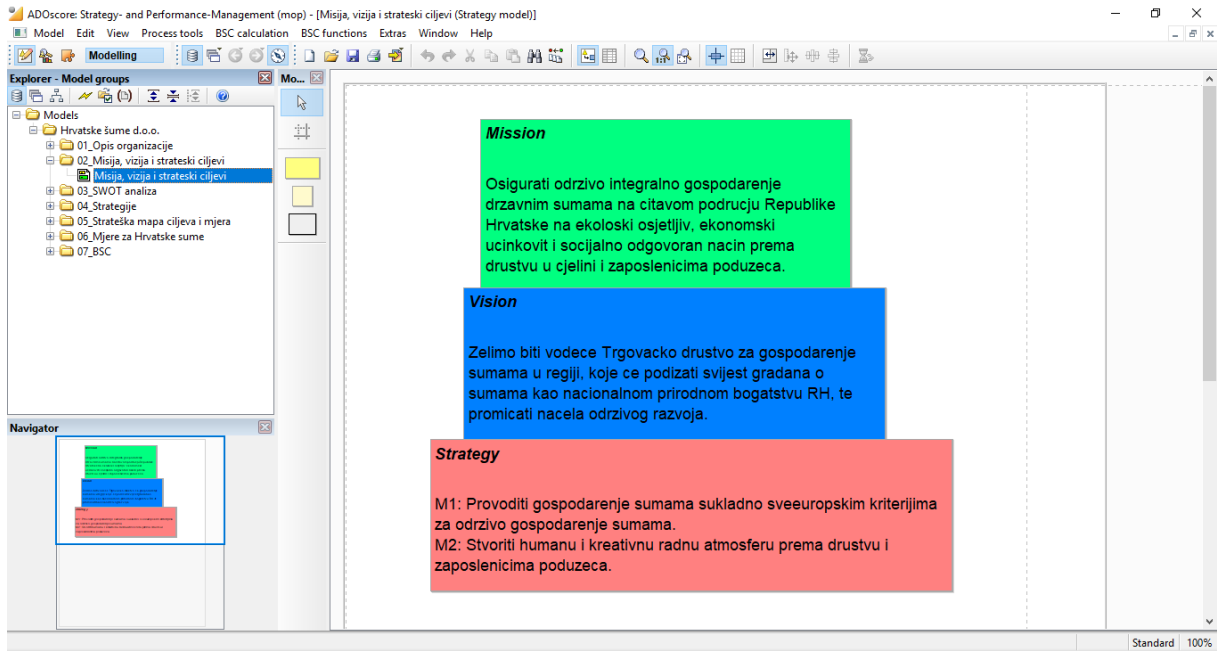 ADOscore: Strategy- and Performance-Management (mop) - [Misija, vizija i strateski ciljevi (Strategy model)]
Model Edit View Process tools BSC calculation BSC functions Extras Window Help
Modelling
Explorer - Model groups
Mo...
Models
Hrvatske šume d.o.o.
01_Opis organizacije
02_Misija, vizija i strateski ciljevi
Misija, vizija i strateski ciljevi
03_SWOT analiza
04_Strategije
05_Strateška mapa ciljeva i mjera
06_Mjere za Hrvatske sume
07_BSC
Navigator
Mission
Osigurati odrzivo integralno gospodarenje
drzavnim sumama na citavom podrucju Republike
Hrvatske na ekoloski osjetljiv, ekonomski
ucinkovit i socijalno odgovoran nacin prema
drustvu u cjelini i zaposlenicima poduzeca.
Vision
Zelimo biti vodece Trgovacko drustvo za gospodarenje
sumama u regiji, koje ce podizati svijest gradana o
sumama kao nacionalnom prirodnom bogatstvu RH, te
promicati nacela odrzivog razvoja.
Strategy
M1: Provoditi gospodarenje sumama sukladno sveeuropskim kriterijima
za odrzivo gospodarenje sumama.
M2: Stvoriti humanu i kreativnu radnu atmosferu prema drustvu i
zaposlenicima poduzeca.
Standard 100%